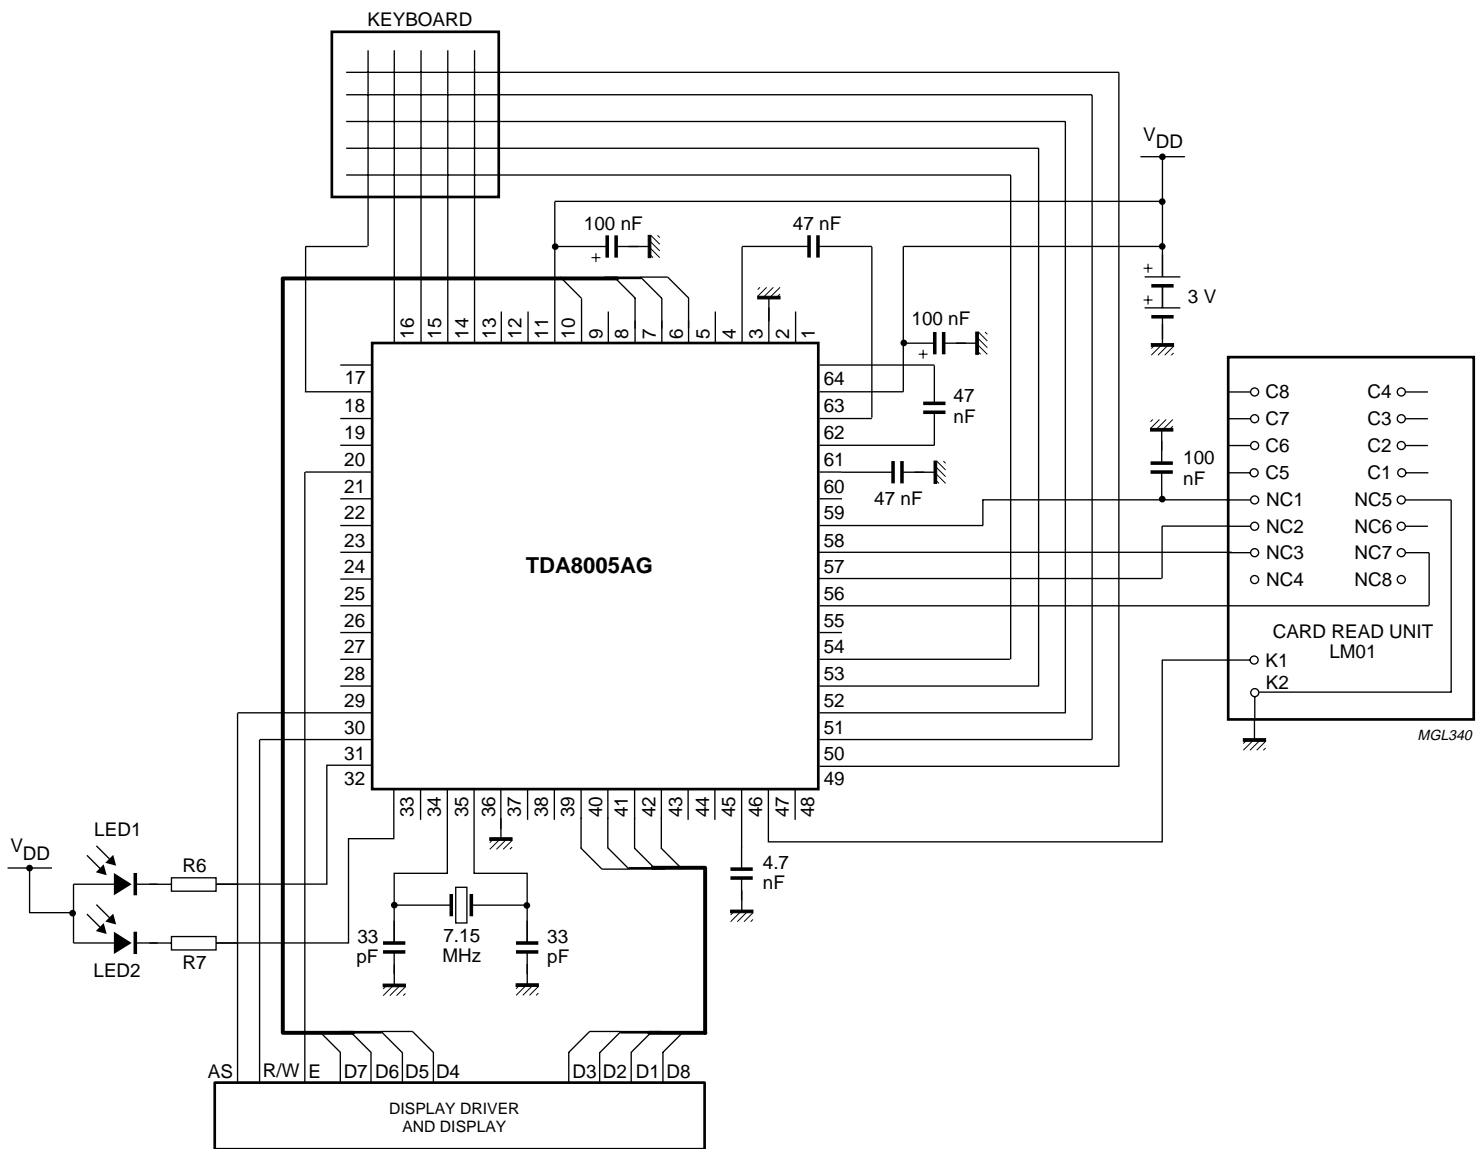 KEYBOARD
VDD
100 nF
47 nF
+
+
+
3 V
16 15 14 13 12 11 10 9 8 7 6 5 4 3 2 1
100 nF
+
17
18
19
20
21
22
23
24
25
26
27
28
29
30
31
32
TDA8005AG
64
63
62
61
60
59
58
57
56
55
54
53
52
51
50
49
47
nF
47 nF
100
nF
C8 C4
C7 C3
C6 C2
C5 C1
NC1 NC5
NC2 NC6
NC3 NC7
NC4 NC8
CARD READ UNIT
LM01
K1
K2
MGL340
33 34 35 36 37 38 39 40 41 42 43 44 45 46 47 48
VDD
LED1
R6
LED2
R7
33
pF
7.15
MHz
33
pF
4.7
nF
AS R/W E D7 D6 D5 D4 D3 D2 D1 D8
DISPLAY DRIVER
AND DISPLAY